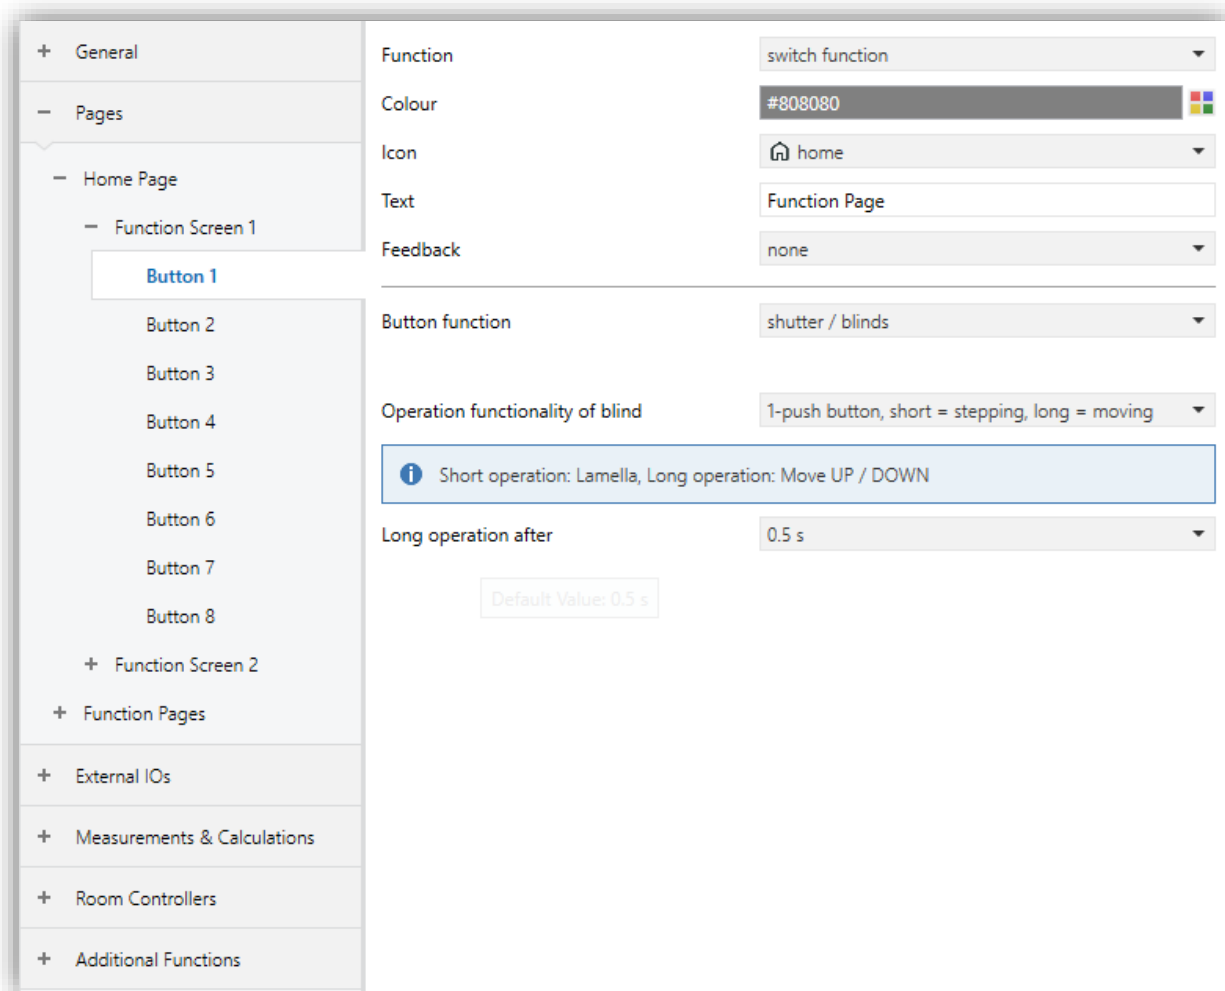 General
Pages
Home Page
Function Screen 1
Button 1
Button 2
Button 3
Button 4
Button 5
Button 6
Button 7
Button 8
Function Screen 2
Function Pages
External IOs
Measurements & Calculations
Room Controllers
Additional Functions
Function switch function
Colour #808080
Icon home
Text Function Page
Feedback none
Button function shutter / blinds
Operation functionality of blind 1-push button, short = stepping, long = moving
Short operation: Lamella, Long operation: Move UP / DOWN
Long operation after 0.5 s
Default Value: 0.5 s